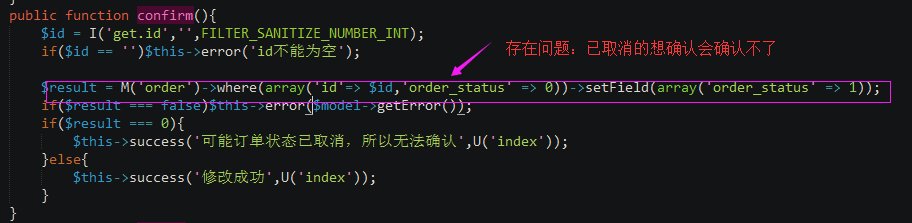 public function confirm(){
$id = I('get.id','',FILTER_SANITIZE_NUMBER_INT);
if($id == '')$this->error('id不能为空');
存在问题：已取消的想确认会确认不了
$result = M('order')->where(array('id'=> $id,'order_status' => 0))->setField(array('order_status' => 1));
if($result === false)$this->error($model->getError());
if($result === 0){
$this->success('可能订单状态已取消，所以无法确认',U('index'));
}else{
$this->success('修改成功',U('index'));
}
}